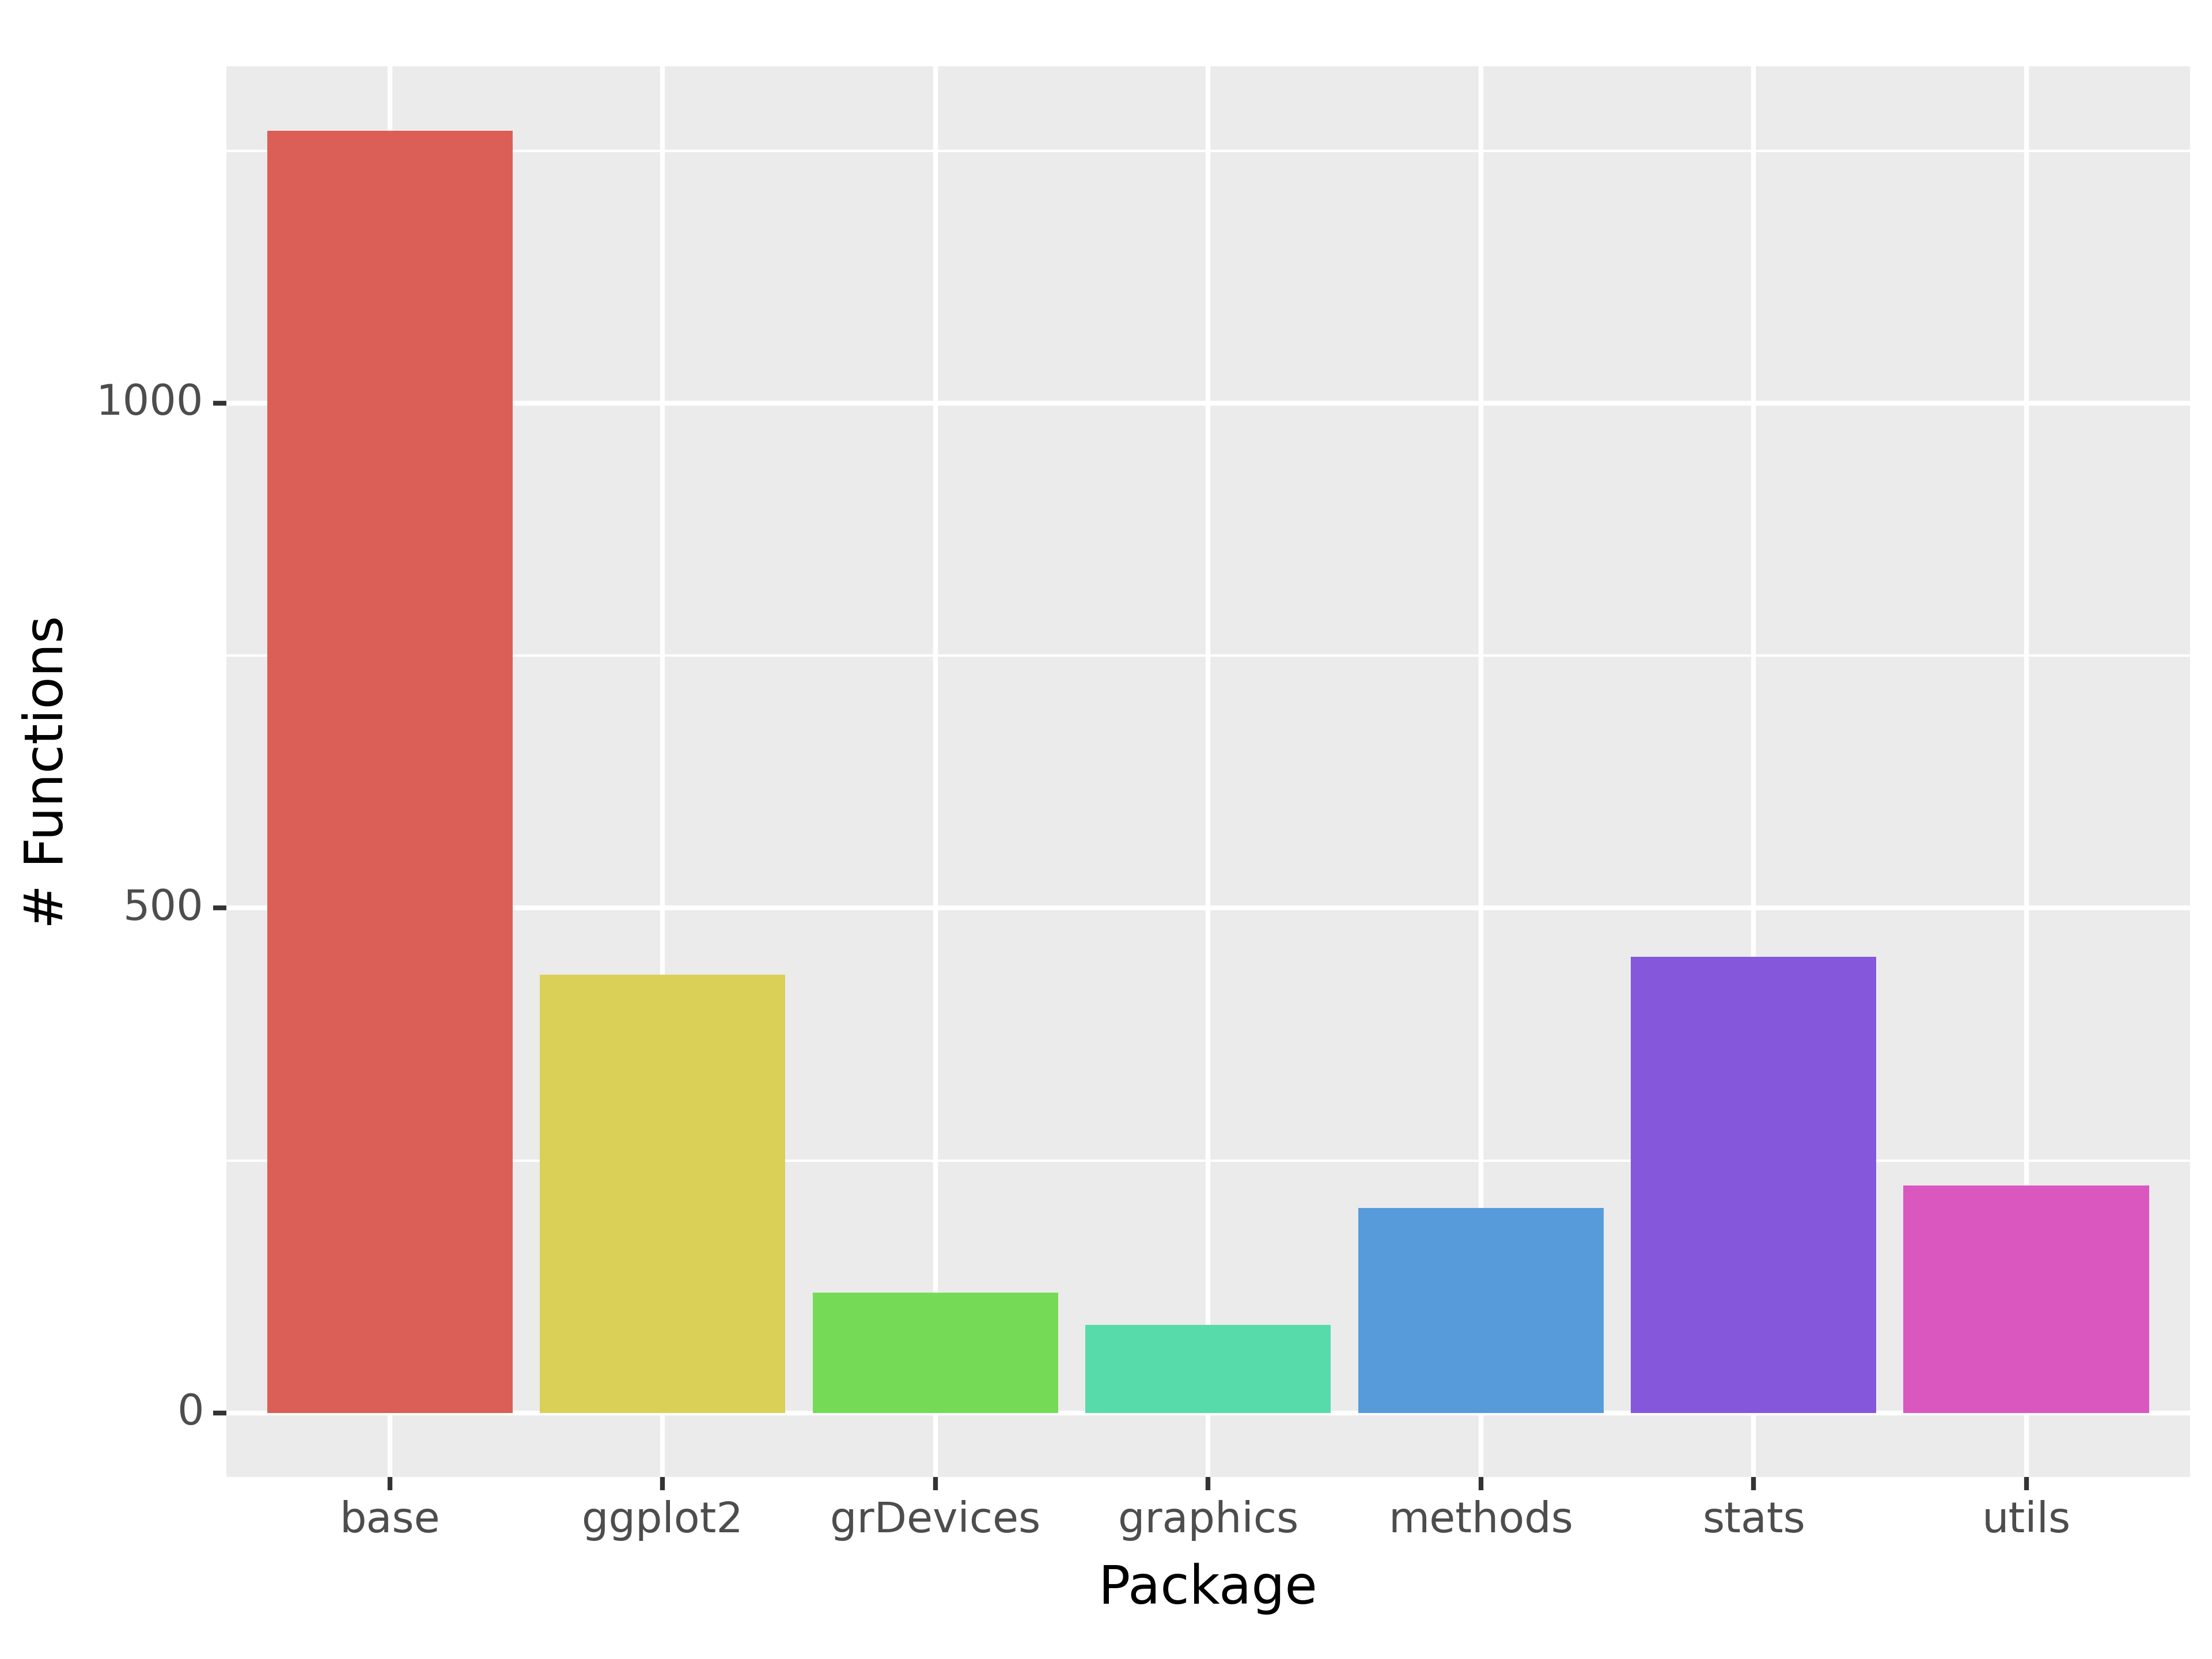 # Functions
1000
500
0
base ggplot2 grDevices graphics methods stats utils
Package